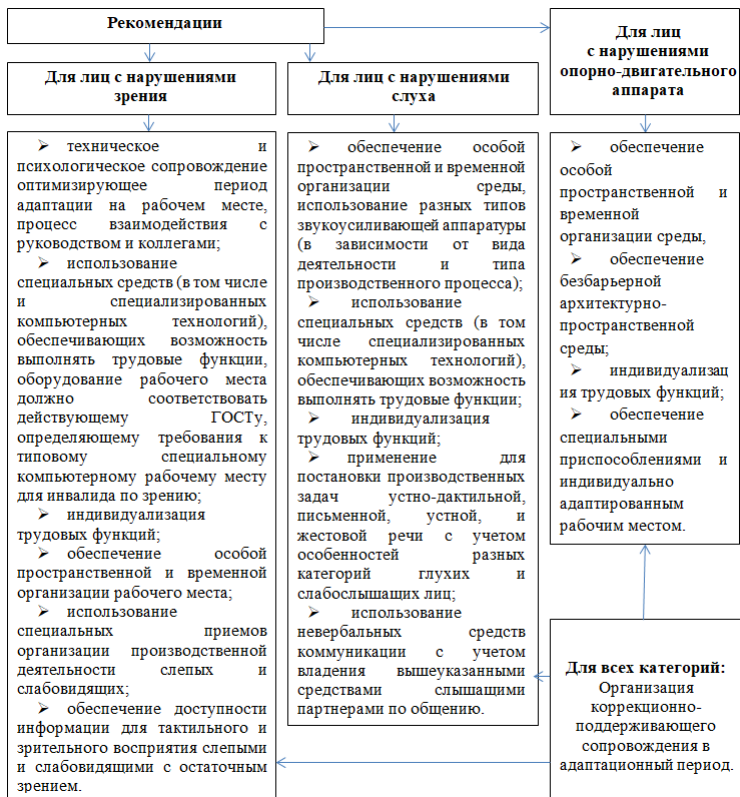 Рекомендации
Для лиц
с нарушениями
опорно-двигательного
аппарата
Для лиц с нарушениями
зрения
Для лиц с нарушениями
слуха
➢ техническое и
психологическое сопровождение
оптимизирующее период
адаптации на рабочем месте,
процесс взаимодействия с
руководством и коллегами;
➢ использование
специальных средств (в том числе
и специализированных
компьютерных технологий),
обеспечивающих возможность
выполнять трудовые функции,
оборудование рабочего места
должно соответствовать
действующему ГОСТу,
определяющему требования к
типовому специальному
компьютерному рабочему месту
для инвалида по зрению;
➢ индивидуализация
трудовых функций;
➢ обеспечение особой
пространственной и временной
организации рабочего места;
➢ использование
специальных приемов
организации производственной
деятельности слепых и
слабовидящих;
➢ обеспечение доступности
информации для тактильного и
зрительного восприятия слепыми
и слабовидящими с остаточным
зрением.
➢ обеспечение особой
пространственной и временной
организации среды,
использование разных типов
звукоусиливающей аппаратуры
(в зависимости от вида
деятельности и типа
производственного процесса);
➢ использование
специальных средств (в том
числе специализированных
компьютерных технологий),
обеспечивающих возможность
выполнять трудовые функции;
➢ индивидуализация
трудовых функций;
➢ применение для
постановки производственных
задач устно-дактильной,
письменной, устной, и
жестовой речи с учетом
особенностей разных
категорий глухих и
слабослышащих лиц;
➢ использование
невербальных средств
коммуникации с учетом
владения вышеуказанными
средствами слышащими
партнерами по общению.
➢ обеспечение
особой
пространственной и
временной
организации среды,
➢ обеспечение
безбарьерной
архитектурно-
пространственной
среды;
➢ индивидуализац
ия трудовых функций;
➢ обеспечение
специальными
приспособлениями и
индивидуально
адаптированным
рабочим местом.
Для всех категорий:
Организация
коррекционно-
поддерживающего
сопровождения в
адаптационный период.